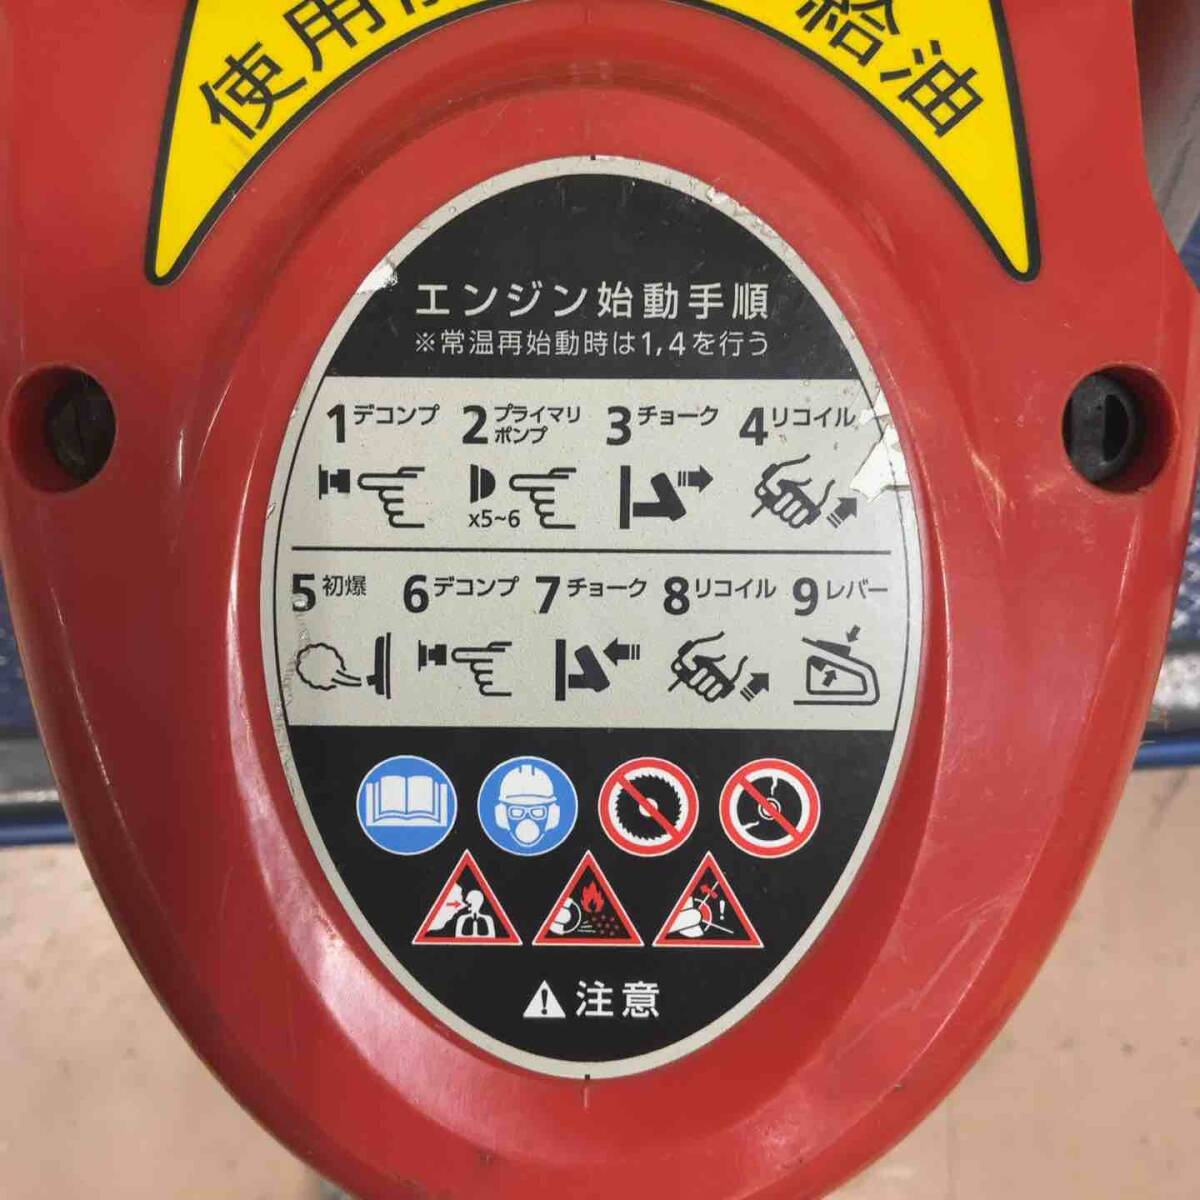 使用
給油
エンジン始動手順
※常温再始動時は1,4を行う
1 デコンプ 2 プライマリポンプ 3 チョーク 4 リコイル
x5~6
5 初爆 6 デコンプ 7 チョーク 8 リコイル 9 レバー
注意